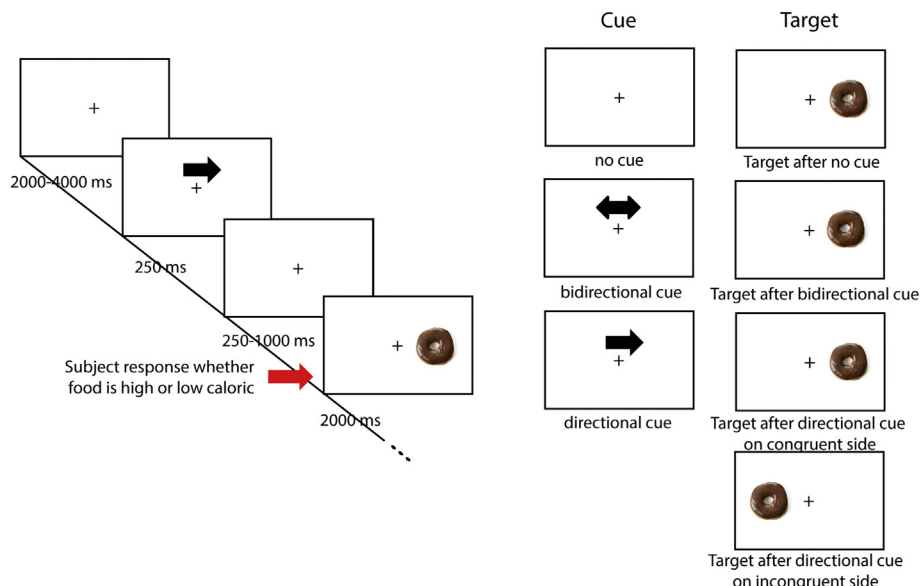 2000-4000 ms
250 ms
250-1000 ms
Subject response whether
food is high or low caloric
2000 ms
Cue
Target
no cue
Target after no cue
bidirectional cue
Target after bidirectional cue
directional cue
Target after directional cue
on congruent side
Target after directional cue
on incongruent side